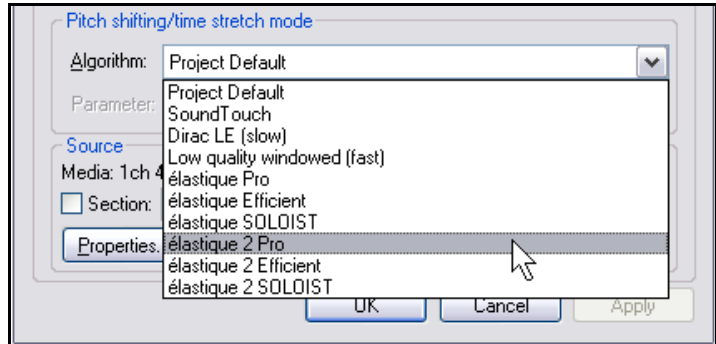 Pitch shifting/time stretch mode
Algorithm: Project Default
Project Default
Parameter: SoundTouch
Dirac LE (slow)
Source Low quality windowed (fast)
Media: 1ch 4 élastique Pro
Section: élastique Efficient
élastique SOLOIST
Properties. élastique 2 Pro
élastique 2 Efficient
élastique 2 SOLOIST
OK Cancel Apply